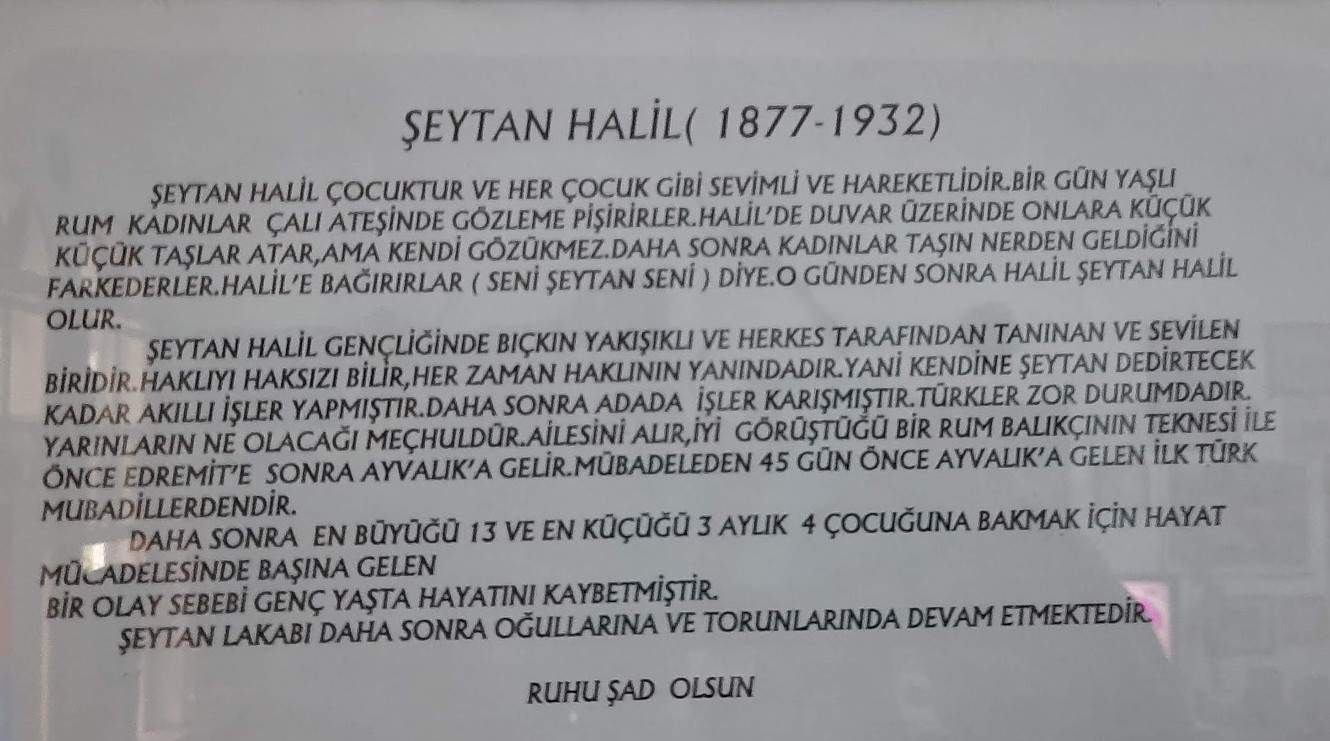 ŞEYTAN HALİL( 1877-1932)
ŞEYTAN HALİL ÇOCUKTUR VE HER ÇOCUK GİBİ SEVİMLİ VE HAREKETLİDİR.BİR GÜN YAŞLI
RUM KADINLAR ÇALI ATEŞİNDE GÖZLEME PİŞİRİRLER.HALİL'DE DUVAR ÜZERİNDE ONLARA KÜÇÜK
KÜÇÜK TAŞLAR ATAR,AMA KENDİ GÖZÜKMEZ.DAHA SONRA KADINLAR TAŞIN NERDEN GELDİĞİNİ
FARKEDERLER.HALİL'E BAĞIRIRLAR ( SENİ ŞEYTAN SENİ ) DİYE.O GÜNDEN SONRA HALİL ŞEYTAN HALİL
OLUR.
ŞEYTAN HALİL GENÇLİĞİNDE BIÇKIN YAKIŞIKLI VE HERKES TARAFINDAN TANINAN VE SEVİLEN
BİRİDİR.HAKLIYI HAKSIZI BİLİR,HER ZAMAN HAKLININ YANINDADIR.YANİ KENDİNE ŞEYTAN DEDİRTECEK
KADAR AKILLI İŞLER YAPMIŞTIR.DAHA SONRA ADADA İŞLER KARIŞMIŞTIR.TÜRKLER ZOR DURUMDADIR.
YARINLARIN NE OLACAĞI MEÇHULDÜR.AİLESİNİ ALIR,İYİ GÖRÜŞTÜĞÜ BİR RUM BALIKÇININ TEKNESİ İLE
ÖNCE EDREMİT'E SONRA AYVALIK'A GELİR.MÜBADELEDEN 45 GÜN ÖNCE AYVALIK'A GELEN İLK TÜRK
MUBADİLLERDENDİR.
DAHA SONRA EN BÜYÜĞÜ 13 VE EN KÜÇÜĞÜ 3 AYLIK 4 ÇOCUĞUNA BAKMAK İÇİN HAYAT
MÜCADELESİNDE BAŞINA GELEN
BİR OLAY SEBEBİ GENÇ YAŞTA HAYATINI KAYBETMİŞTİR.
ŞEYTAN LAKABI DAHA SONRA OĞULLARINA VE TORUNLARINDA DEVAM ETMEKTEDİR.
RUHU ŞAD OLSUN